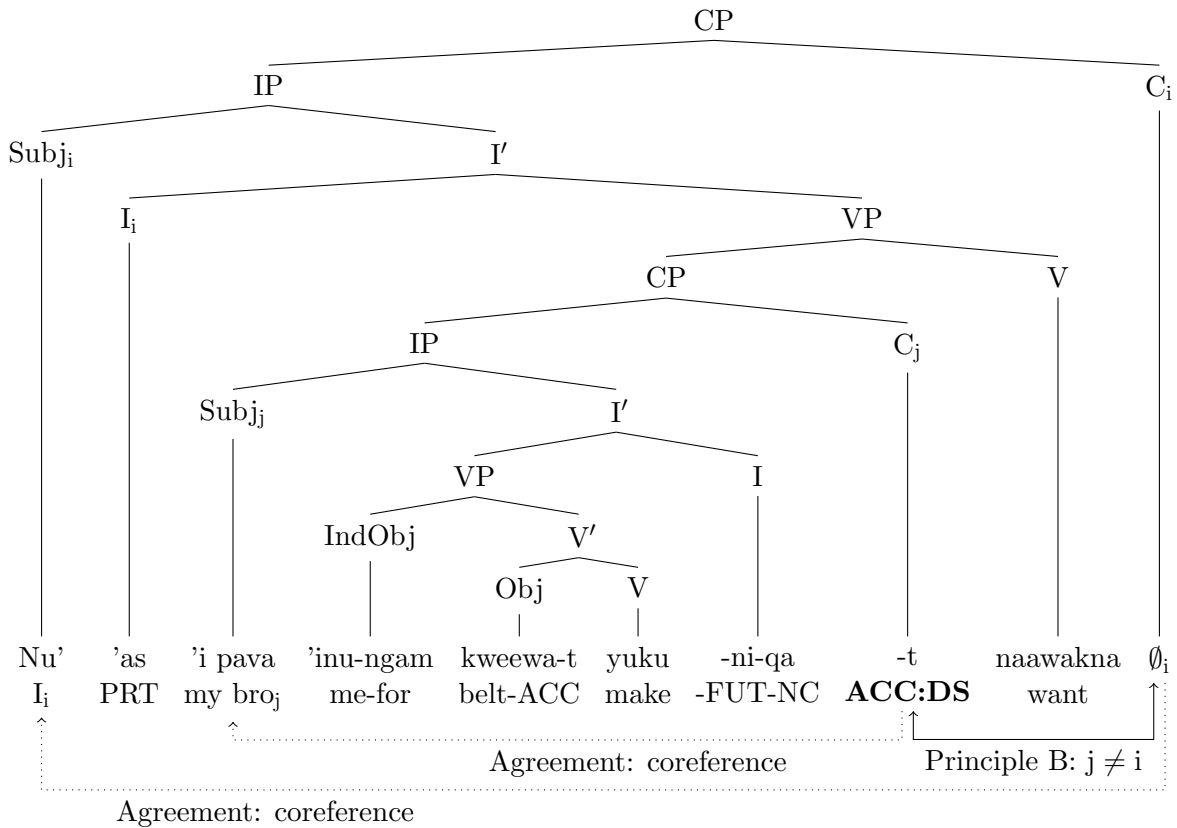 CP
IP Cᵢ
Subjᵢ I′
Iᵢ VP
CP V
IP Cⱼ
Subjⱼ I′
VP I
IndObj V′
Obj V
Nu' 'as 'i pava 'inu-ngam kweewa-t yuku -ni-qa -t naawakna ∅ᵢ
Iᵢ PRT my broⱼ me-for belt-ACC make -FUT-NC ACC:DS want
Agreement: coreference Principle B: j ≠ i
Agreement: coreference